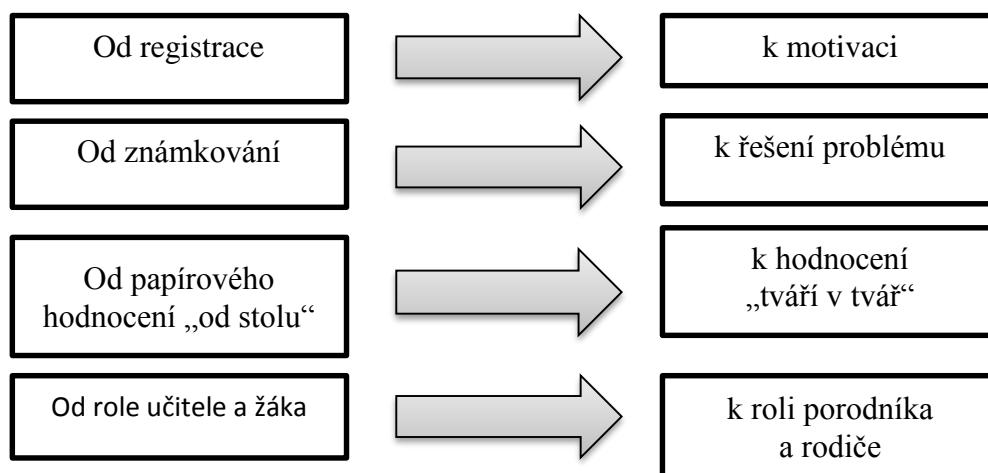 Od registrace
k motivaci
Od známkování
k řešení problému
Od papírového
hodnocení „od stolu“
k hodnocení
„tváří v tvář“
Od role učitele a žáka
k roli porodníka
a rodiče